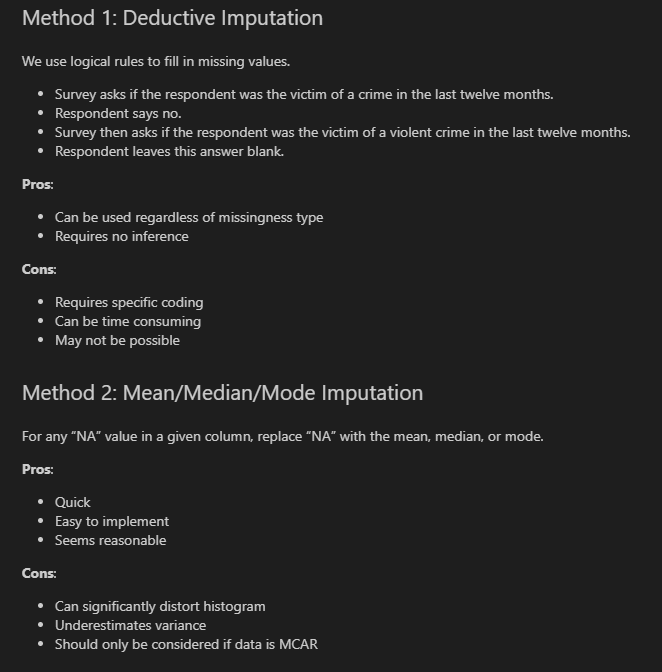 Method 1: Deductive Imputation
We use logical rules to fill in missing values.
• Survey asks if the respondent was the victim of a crime in the last twelve months.
• Respondent says no.
• Survey then asks if the respondent was the victim of a violent crime in the last twelve months.
• Respondent leaves this answer blank.
Pros:
• Can be used regardless of missingness type
• Requires no inference
Cons:
• Requires specific coding
• Can be time consuming
• May not be possible
Method 2: Mean/Median/Mode Imputation
For any “NA” value in a given column, replace “NA” with the mean, median, or mode.
Pros:
• Quick
• Easy to implement
• Seems reasonable
Cons:
• Can significantly distort histogram
• Underestimates variance
• Should only be considered if data is MCAR